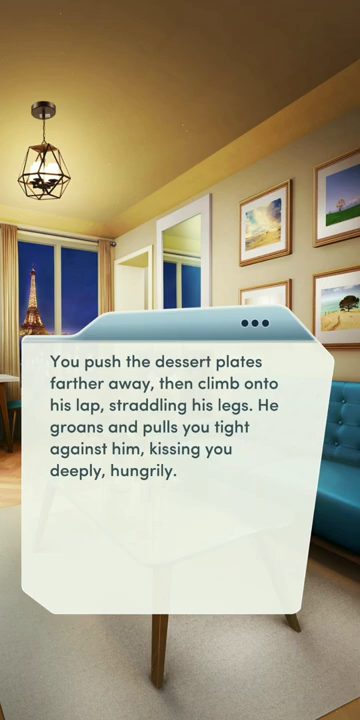 You push the dessert plates
farther away, then climb onto
his lap, straddling his legs. He
groans and pulls you tight
against him, kissing you
deeply, hungrily.